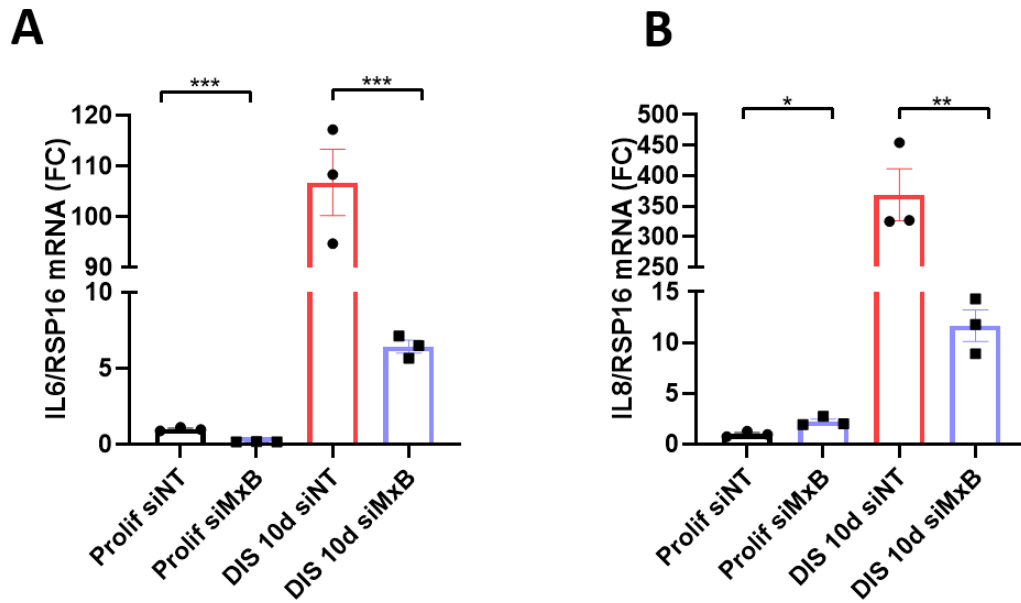 A
***
***
IL6/RSP16 mRNA (FC)
120
110
100
90
10
5
0
Prolif siNT
Prolif siMxB
DIS 10d siNT
DIS 10d siMxB
B
*
**
IL8/RSP16 mRNA (FC)
500
450
400
350
300
250
15
10
5
0
Prolif siNT
Prolif siMxB
DIS 10d siNT
DIS 10d siMxB